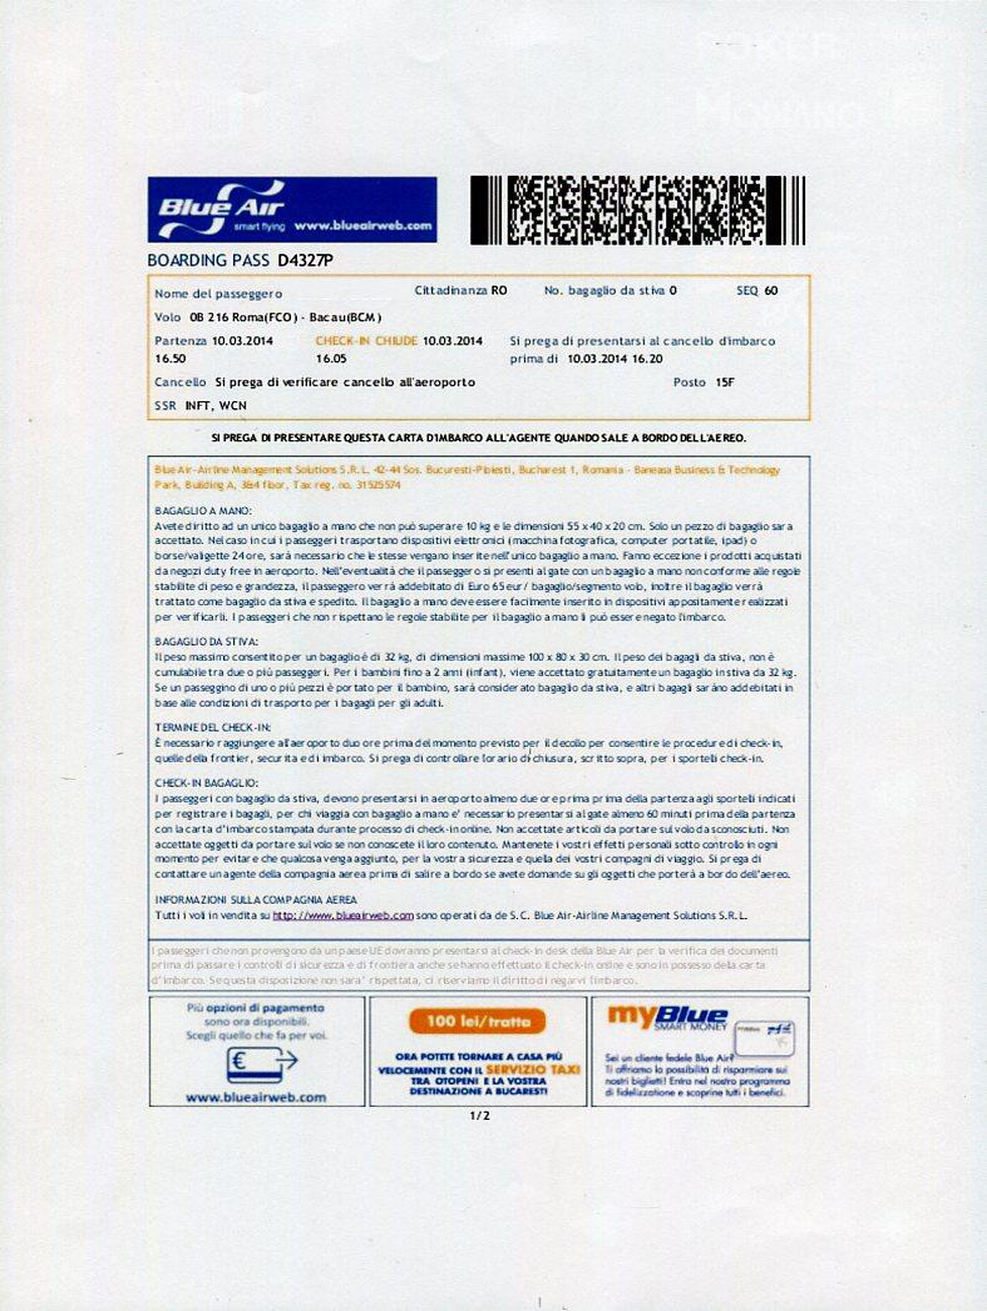 Blue Air
smart flying www.blueairweb.com
BOARDING PASS D4327P
Nome del passeggero Cittadinanza RO No. bagaglio da stiva 0 SEQ 60
Volo 0B 216 Roma(FCO) - Bacau(BCM)
Partenza 10.03.2014 CHECK-IN CHIUDE 10.03.2014 Si prega di presentarsi al cancello d'imbarco
16.50 16.05 prima di 10.03.2014 16.20
Cancello Si prega di verificare cancello all'aeroporto Posto 15F
SSR INFT, WCN
SI PREGA DI PRESENTARE QUESTA CARTA D'IMBARCO ALL'AGENTE QUANDO SALE A BORDO DELL'AEREO.
Blue Air-Airline Management Solutions S.R.L. 42-44 Sos. Bucuresti-Ploiesti, Bucharest 1, Romania - Baneasa Business & Technology
Park, Building A, 3&4 floor, Tax reg. no. 31525574
BAGAGLIO A MANO:
Avete diritto ad un unico bagaglio a mano che non può superare 10 kg e le dimensioni 55 x 40 x 20 cm. Solo un pezzo di bagaglio sara
accettato. Nel caso in cui i passeggeri trasportano dispositivi elettronici (macchina fotografica, computer portatile, ipad) o
borse/valigette 24 ore, sará necessario che le stesse vengano inserite nell'unico bagaglio a mano. Fanno eccezione i prodotti acquistati
da negozi duty free in aeroporto. Nell'eventualità che il passeggero si presenti al gate con un bagaglio a mano non conforme alle regole
stabilite di peso e grandezza, il passeggero verrá addebitato di Euro 65 eur/ bagaglio/segmento volo, inoltre il bagaglio verrà
trattato come bagaglio da stiva e spedito. Il bagaglio a mano deve essere facilmente inserito in dispositivi appositamente realizzati
per verificarli. I passeggeri che non rispettano le regole stabilite per il bagaglio a mano li può essere negato l'imbarco.
BAGAGLIO DA STIVA:
Il peso massimo consentito per un bagaglio é di 32 kg, di dimensioni massime 100 x 80 x 30 cm. Il peso dei bagagli da stiva, non è
cumulabile tra due o più passeggeri. Per i bambini fino a 2 anni (infant), viene accettato gratuitamente un bagaglio in stiva da 32 kg.
Se un passeggino di uno o più pezzi è portato per il bambino, sará considerato bagaglio da stiva, e altri bagagli saráno addebitati in
base alle condizioni di trasporto per i bagagli per gli adulti.
TERMINE DEL CHECK-IN:
È necessario raggiungere all'aeroporto due ore prima del momento previsto per il decollo per consentire le procedure di check-in,
quelle della frontier, securita e di imbarco. Si prega di controllare l'orario di chiusura, scritto sopra, per i sportelli check-in.
CHECK-IN BAGAGLIO:
I passeggeri con bagaglio da stiva, devono presentarsi in aeroporto almeno due ore prima prima della partenza agli sportelli indicati
per registrare i bagagli, per chi viaggia con bagaglio a mano e' necessario presentarsi al gate almeno 60 minuti prima della partenza
con la carta d'imbarco stampata durante processo di check-in online. Non accettate articoli da portare sul volo da sconosciuti. Non
accettate oggetti da portare sul volo se non conoscete il loro contenuto. Mantenete i vostri effetti personali sotto controllo in ogni
momento per evitare che qualcosa venga aggiunto, per la vostra sicurezza e quella dei vostri compagni di viaggio. Si prega di
contattare un agente della compagnia aerea prima di salire a bordo se avete domande su gli oggetti che porterà a bordo dell'aereo.
INFORMAZIONI SULLA COMPAGNIA AEREA
Tutti i voli in vendita su http://www.blueairweb.com sono operati da de S.C. Blue Air-Airline Management Solutions S.R.L.
I passeggeri che non provengono da un paese UE dovranno presentarsi al check-in desk della Blue Air per la verifica dei documenti
prima di passare i controlli di sicurezza e di frontiera anche se hanno effettuato il check-in online e sono in possesso della carta
d'imbarco. Se questa disposizione non sara' rispettata, ci riserviamo il diritto di negarvi l'imbarco.
Più opzioni di pagamento
sono ora disponibili.
Scegli quello che fa per voi.
€
www.blueairweb.com
100 lei/tratta
ORA POTETE TORNARE A CASA PIÙ
VELOCEMENTE CON IL SERVIZIO TAXI
TRA OTOPENI E LA VOSTRA
DESTINAZIONE A BUCARESTI
myBlue
SMART MONEY
Sei un cliente fedele Blue Air?
Ti offriamo la possibilità di risparmiare sui
nostri biglietti! Entra nel nostro programma
di fidelizzatione e scoprine tutti i benefici.
1/2